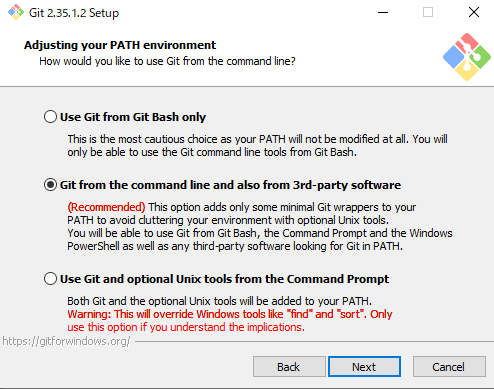 Git 2.35.1.2 Setup
Adjusting your PATH environment
How would you like to use Git from the command line?
Use Git from Git Bash only
This is the most cautious choice as your PATH will not be modified at all. You will
only be able to use the Git command line tools from Git Bash.
Git from the command line and also from 3rd-party software
(Recommended) This option adds only some minimal Git wrappers to your
PATH to avoid cluttering your environment with optional Unix tools.
You will be able to use Git from Git Bash, the Command Prompt and the Windows
PowerShell as well as any third-party software looking for Git in PATH.
Use Git and optional Unix tools from the Command Prompt
Both Git and the optional Unix tools will be added to your PATH.
Warning: This will override Windows tools like "find" and "sort". Only
use this option if you understand the implications.
https://gitforwindows.org/
Back
Next
Cancel